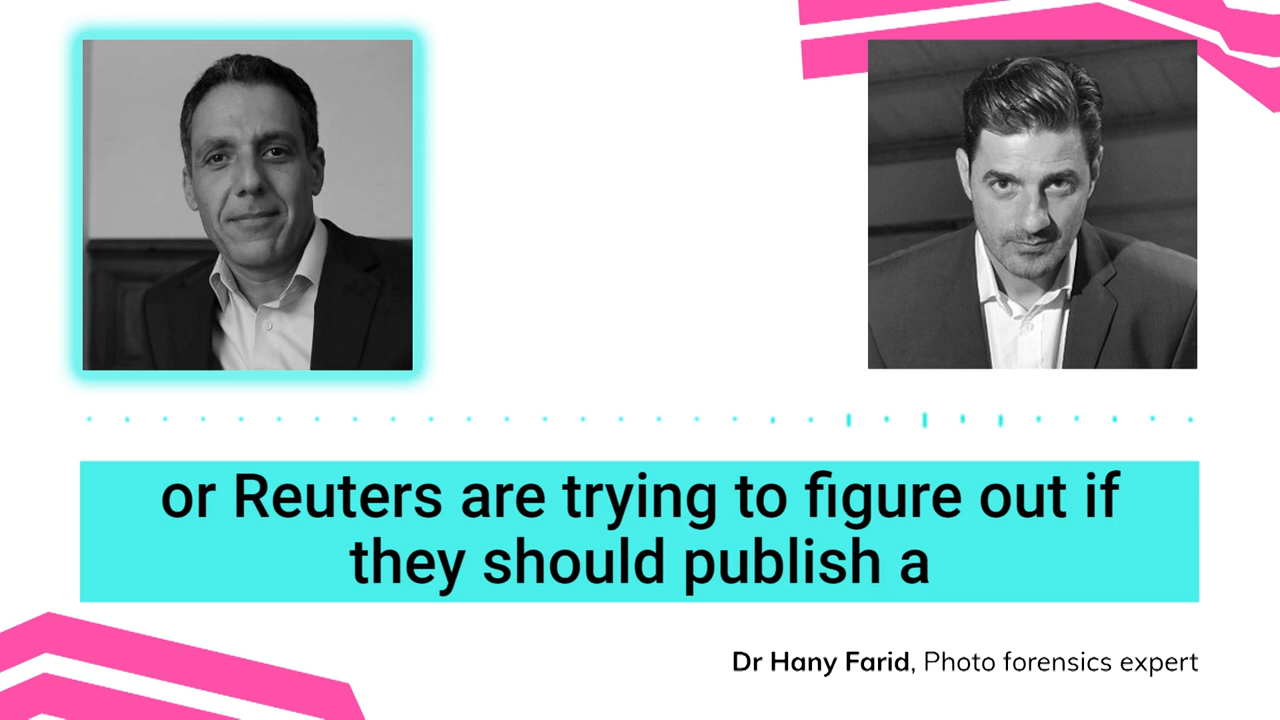 or Reuters are trying to figure out if
they should publish a
Dr Hany Farid, Photo forensics expert